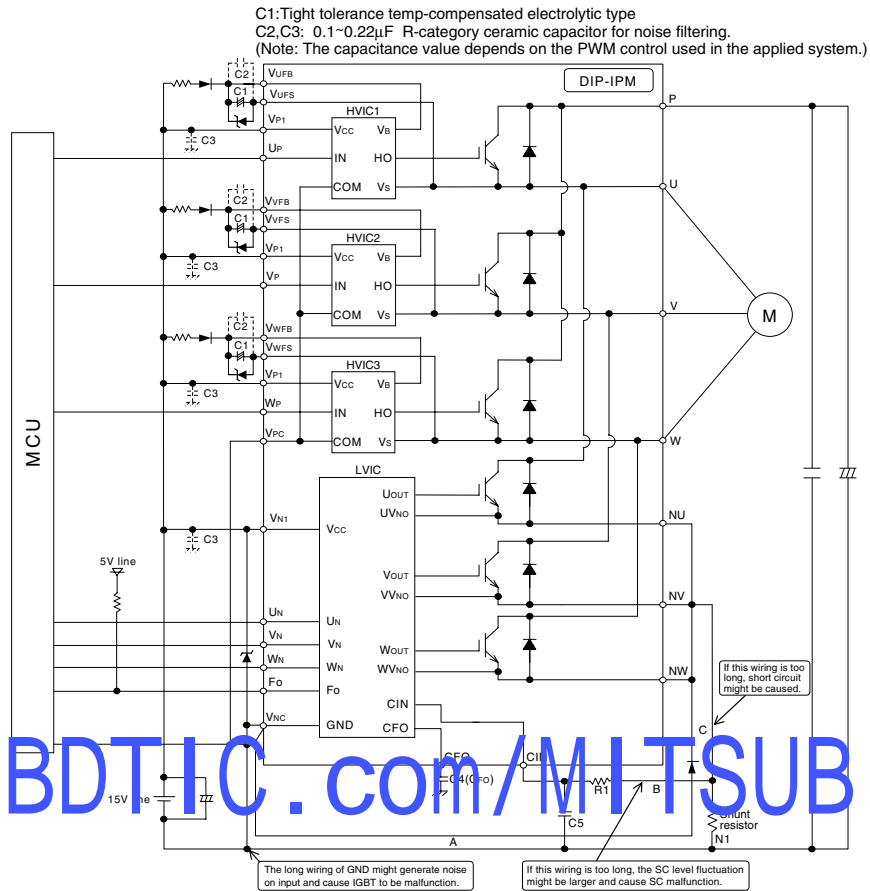 C1:Tight tolerance temp-compensated electrolytic type
C2,C3: 0.1~0.22μF R-category ceramic capacitor for noise filtering.
(Note: The capacitance value depends on the PWM control used in the applied system.)
DIP-IPM
C2
VUFB
C1
VUFS
HVIC1
P
VP1
VCC
VB
C3
UP
IN
HO
COM
VS
U
C2
VVFB
C1
VVFS
HVIC2
VP1
VCC
VB
C3
VP
IN
HO
COM
VS
V
M
C2
VWFB
C1
VWFS
HVIC3
VP1
VCC
VB
C3
WP
IN
HO
VPC
COM
VS
W
MCU
LVIC
UOUT
UVNO
NU
VN1
VCC
C3
5V line
VOUT
VVNO
NV
UN
UN
VN
VN
WOUT
WN
WN
WVNO
NW
FO
FO
If this wiring is too
long, short circuit
might be caused.
CIN
VNC
GND
CFO
C
BDTIC.com/MITSUB
CFO
CIN
C4(CFO)
R1
B
15V line
C5
Shunt
resistor
A
N1
The long wiring of GND might generate noise
on input and cause IGBT to be malfunction.
If this wiring is too long, the SC level fluctuation
might be larger and cause SC malfunction.